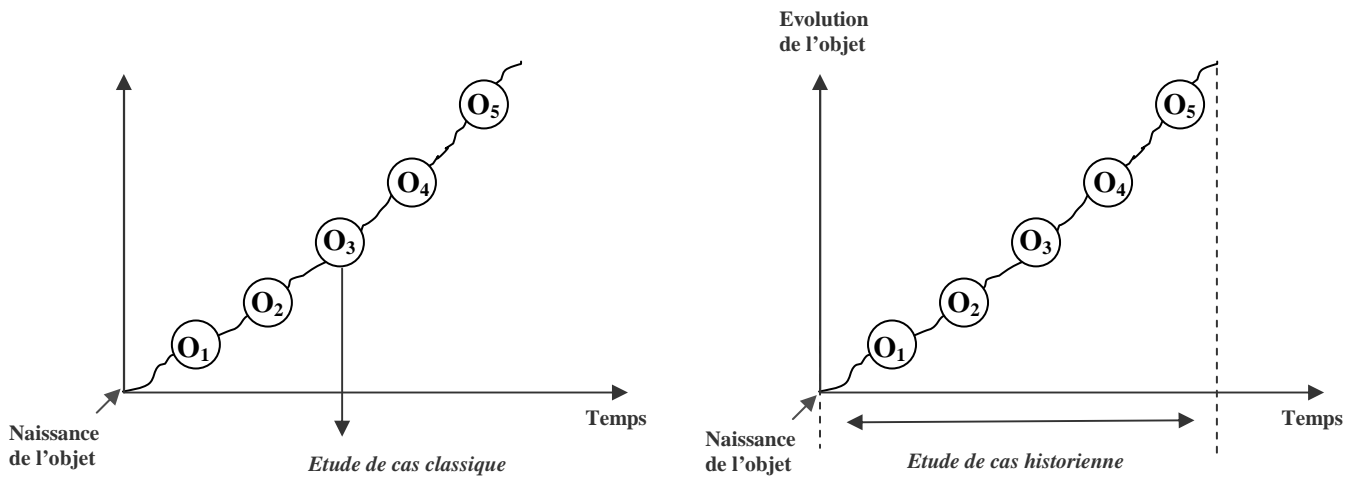 O5
O4
O3
O2
O1
Temps
Naissance
de l'objet
Etude de cas classique
Evolution
de l'objet
O5
O4
O3
O2
O1
Temps
Naissance
de l'objet
Etude de cas historienne